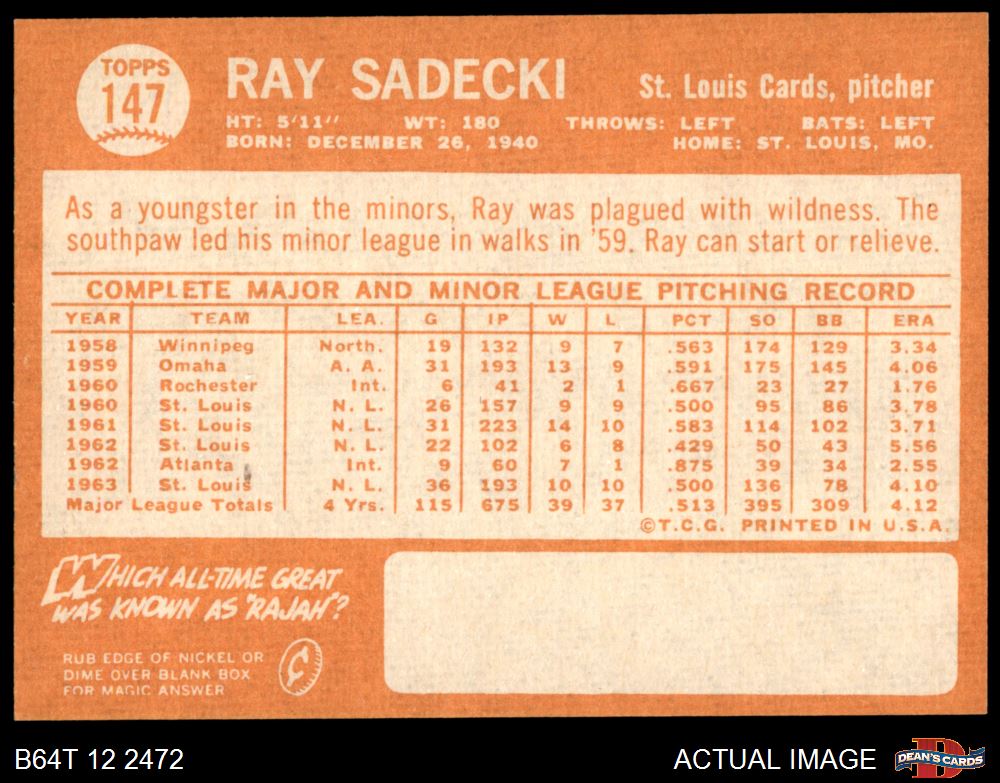 TOPPS
147
RAY SADECKI
St. Louis Cards, pitcher
HT: 5'11" WT: 180 THROWS: LEFT BATS: LEFT
BORN: DECEMBER 26, 1940 HOME: ST. LOUIS, MO.
As a youngster in the minors, Ray was plagued with wildness. The
southpaw led his minor league in walks in '59. Ray can start or relieve.
COMPLETE MAJOR AND MINOR LEAGUE PITCHING RECORD
YEAR TEAM LEA. G IP W L PCT SO BB ERA
1958 Winnipeg North. 19 132 9 7 .563 174 129 3.34
1959 Omaha A. A. 31 193 13 9 .591 175 145 4.06
1960 Rochester Int. 6 41 2 1 .667 23 27 1.76
1960 St. Louis N. L. 26 157 9 9 .500 95 86 3.78
1961 St. Louis N. L. 31 223 14 10 .583 114 102 3.71
1962 St. Louis N. L. 22 102 6 8 .429 50 43 5.56
1962 Atlanta Int. 9 60 7 1 .875 39 34 2.55
1963 St. Louis N. L. 36 193 10 10 .500 136 78 4.10
Major League Totals 4 Yrs. 115 675 39 37 .513 395 309 4.12
©T.C.G. PRINTED IN U.S.A.
WHICH ALL-TIME GREAT
WAS KNOWN AS "RAJAH"?
RUB EDGE OF NICKEL OR
DIME OVER BLANK BOX
FOR MAGIC ANSWER
¢
B64T 12 2472
ACTUAL IMAGE
D
DEAN'S CARDS